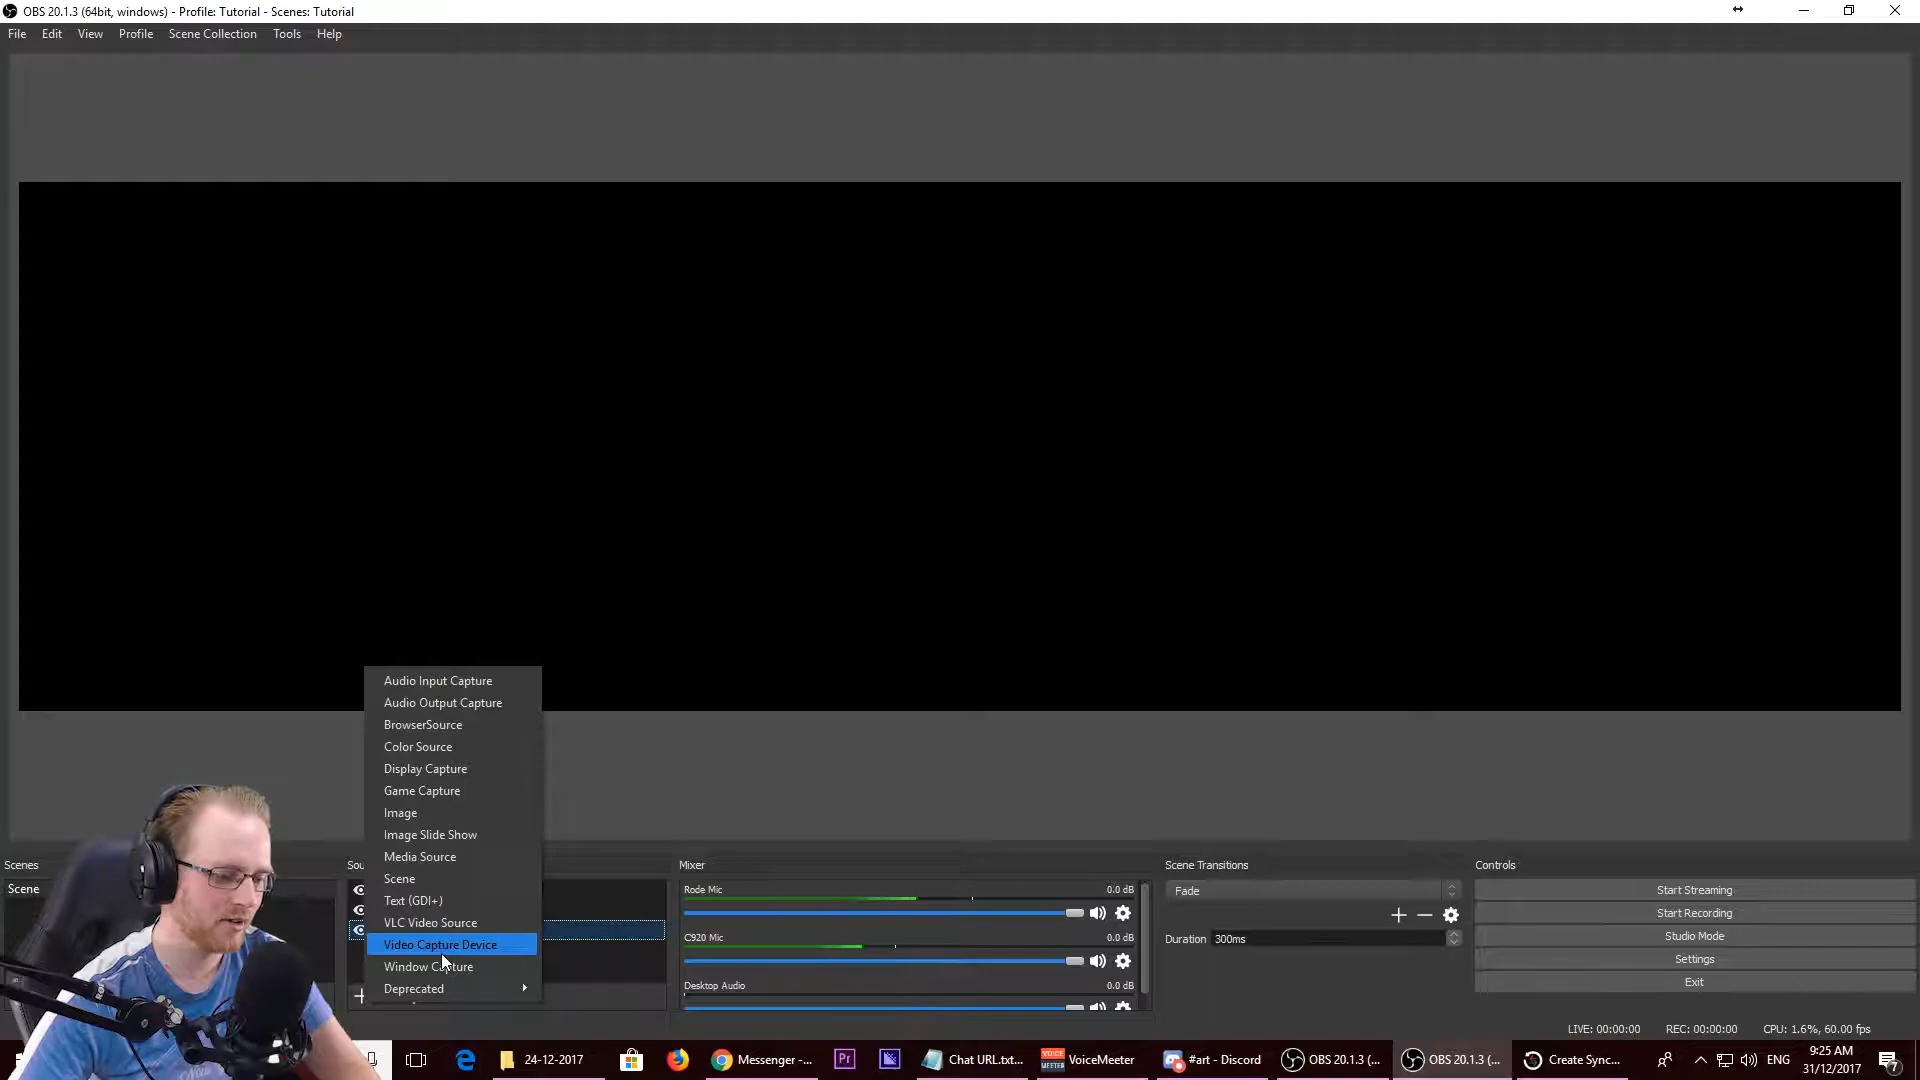 OBS 20.1.3 (64bit, windows) - Profile: Tutorial - Scenes: Tutorial
File Edit View Profile Scene Collection Tools Help
Audio Input Capture
Audio Output Capture
BrowserSource
Color Source
Display Capture
Game Capture
Image
Image Slide Show
Media Source
Scene
Text (GDI+)
VLC Video Source
Video Capture Device
Window Capture
Deprecated
Scenes
Scene
Sou
Mixer
Rode Mic 0.0 dB
C920 Mic 0.0 dB
Desktop Audio 0.0 dB
Scene Transitions
Fade
Duration 300ms
Controls
Start Streaming
Start Recording
Studio Mode
Settings
Exit
LIVE: 00:00:00 REC: 00:00:00 CPU: 1.6%, 60.00 fps
24-12-2017 Messenger -... Pr Chat URL.txt... VOICE MEETER VoiceMeeter #art - Discord OBS 20.1.3 (... OBS 20.1.3 (... Create Sync... ENG
9:25 AM
31/12/2017
7